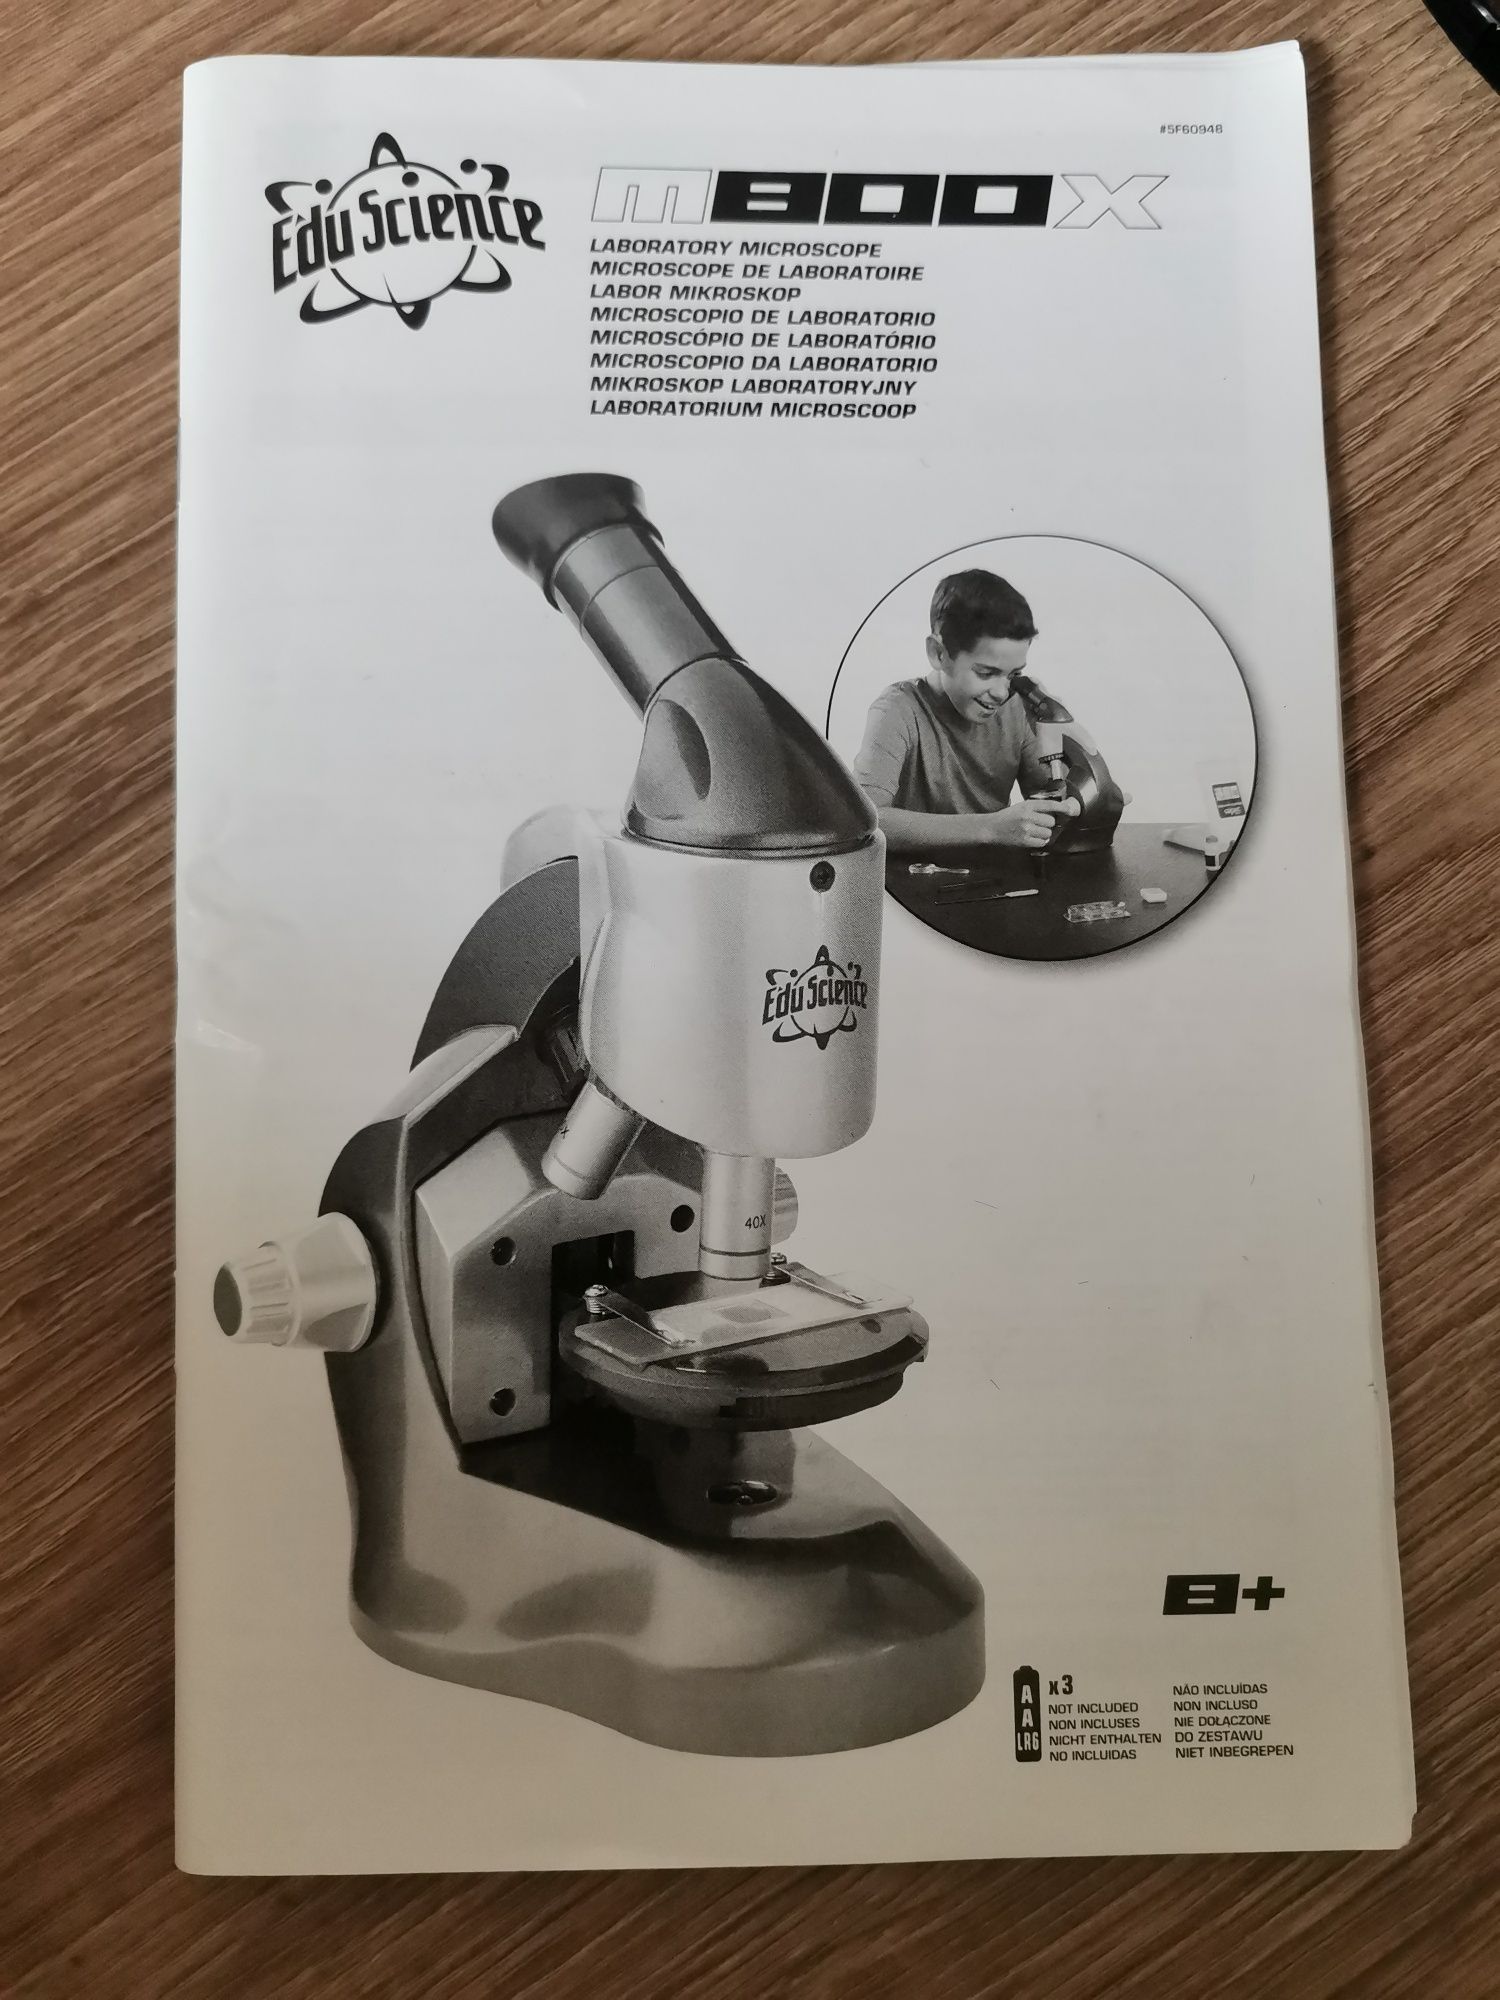 #5F60948
Edu Science
m800x
LABORATORY MICROSCOPE
MICROSCOPE DE LABORATOIRE
LABOR MIKROSKOP
MICROSCOPIO DE LABORATORIO
MICROSCÓPIO DE LABORATÓRIO
MICROSCOPIO DA LABORATORIO
MIKROSKOP LABORATORYJNY
LABORATORIUM MICROSCOOP
Edu Science
40X
8+
AA LR6
x3
NOT INCLUDED
NON INCLUSES
NICHT ENTHALTEN
NO INCLUIDAS
NÃO INCLUÍDAS
NON INCLUSO
NIE DOŁĄCZONE
DO ZESTAWU
NIET INBEGREPEN